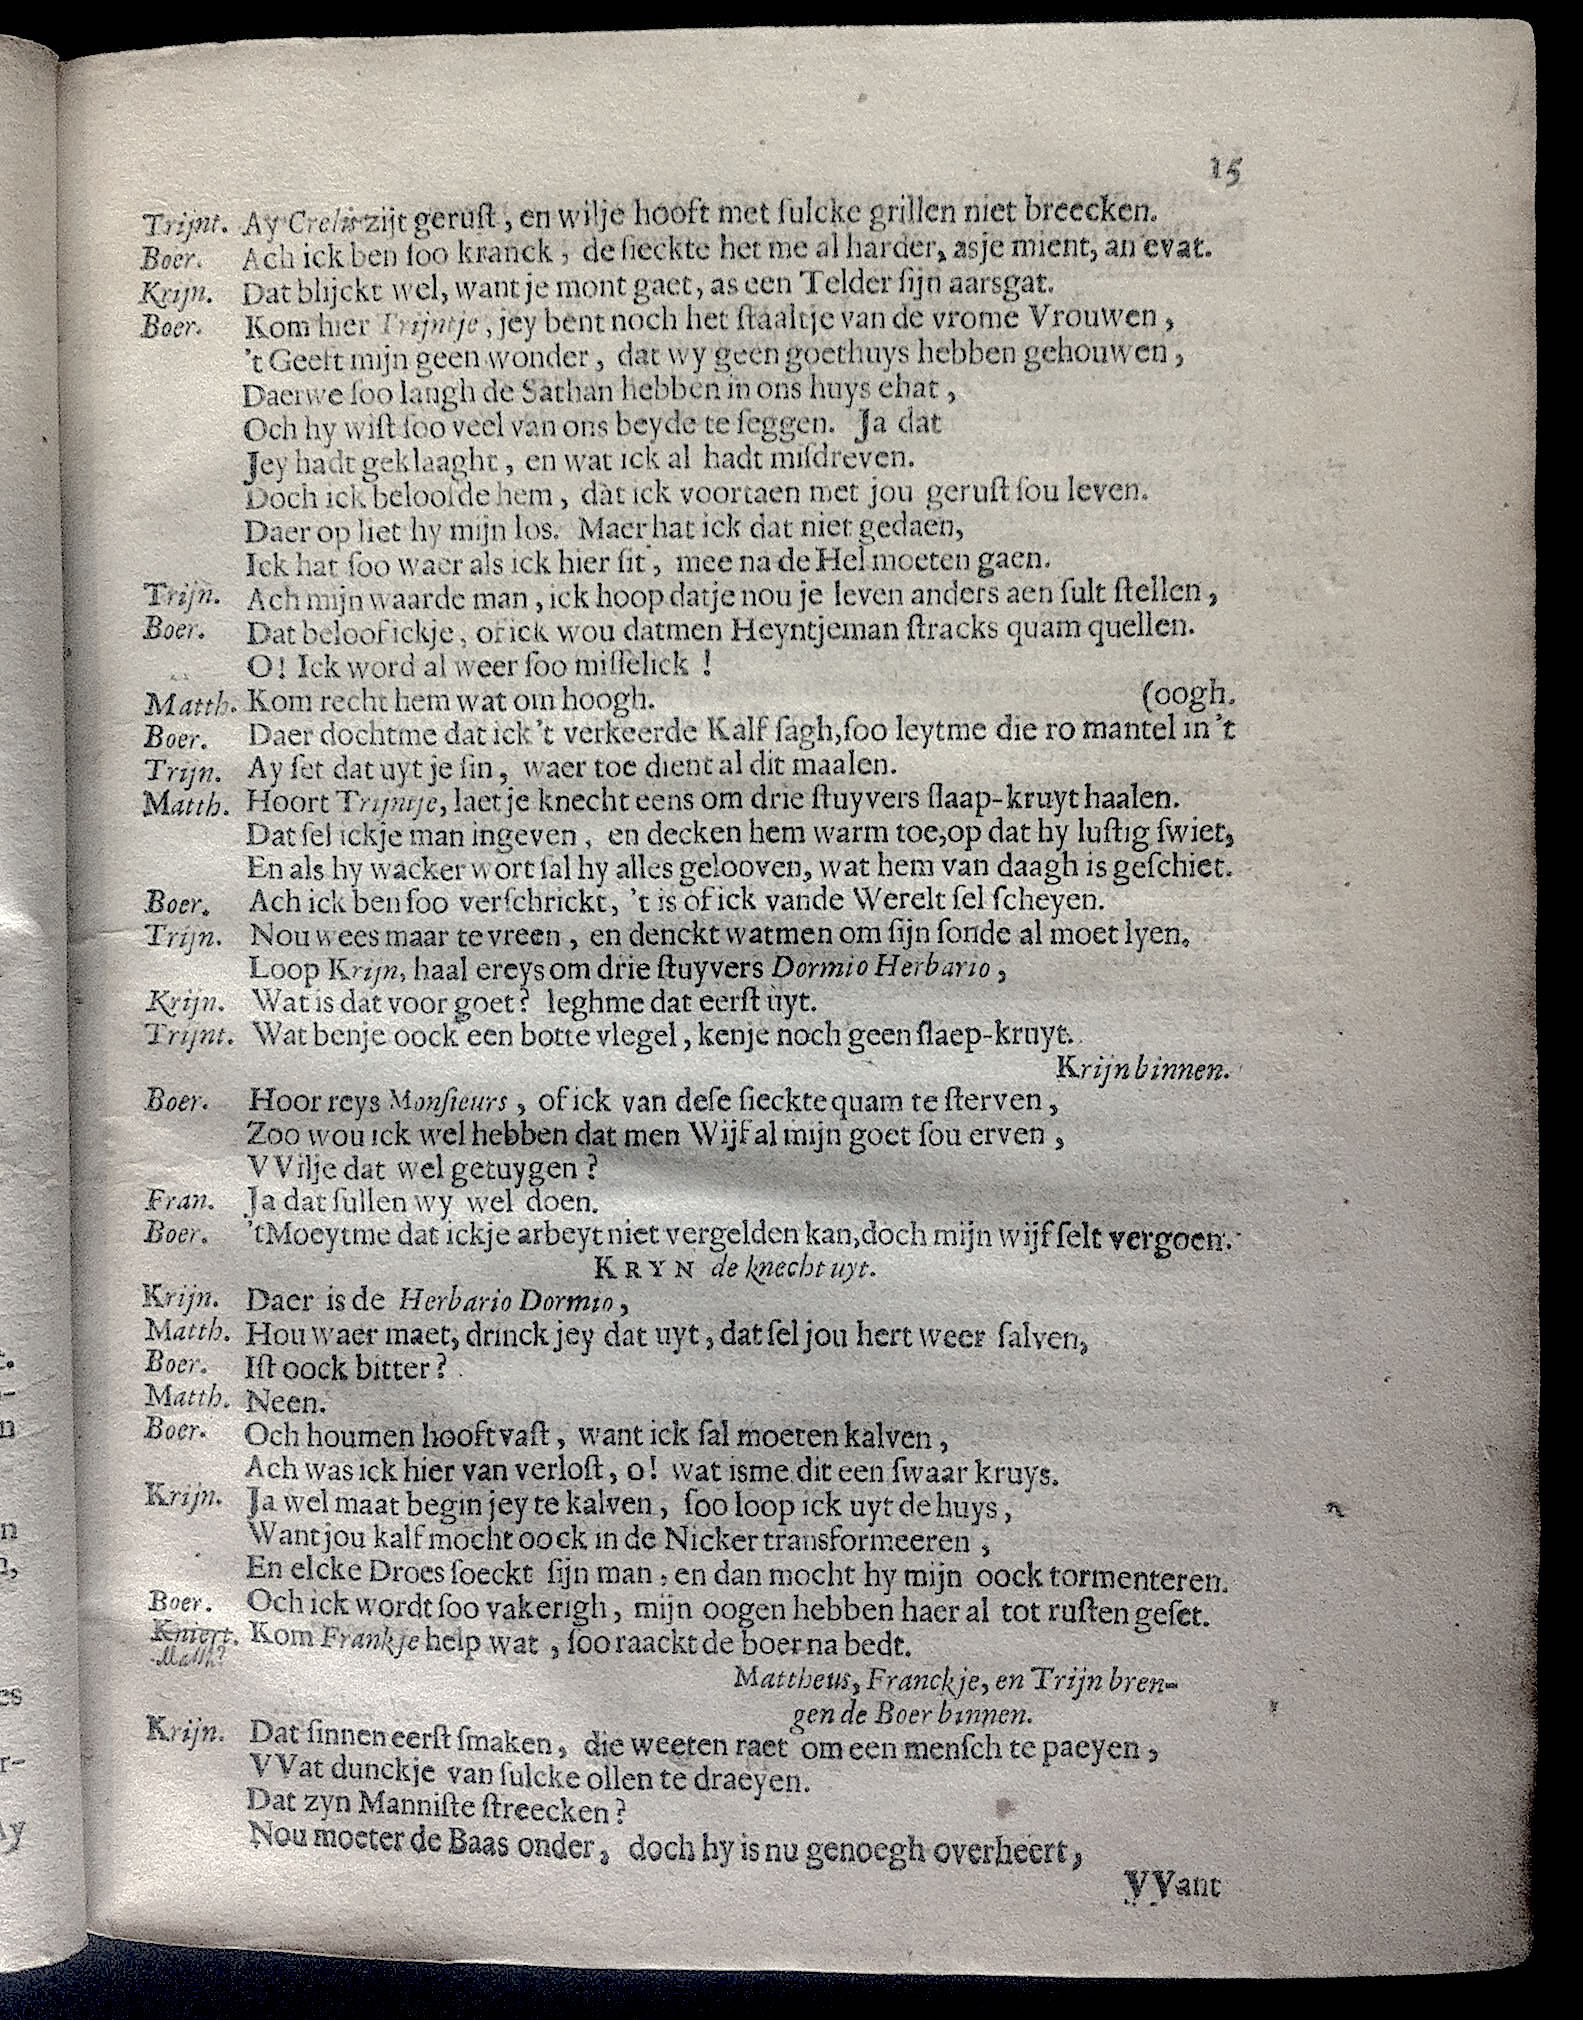 15
Trijnt. Ay Crelis zijt geruſt, en wilje hooft met ſulcke grillen niet breecken.
Boer. Ach ick ben ſoo kranck, de ſieckte het me al harder, asje mient, an evat.
Krijn. Dat blijckt wel, want je mont gaet, as een Telder ſijn aarsgat.
Boer. Kom hier Trijntje, jey bent noch het ſtaaltje van de vrome Vrouwen,
't Geeft mijn geen wonder, dat wy geen goethuys hebben gehouwen,
Daerwe ſoo langh de Sathan hebben in ons huys ehat,
Och hy wiſt ſoo veel van ons beyde te ſeggen. Ja dat
Jey hadt geklaaght, en wat ick al hadt miſdreven.
Doch ick beloofde hem, dat ick voortaen met jou geruſt ſou leven.
Daer op liet hy mijn los. Maer hat ick dat niet gedaen,
Ick hat ſoo waer als ick hier ſit, mee na de Hel moeten gaen.
Trijn. Ach mijn waarde man, ick hoop datje nou je leven anders aen ſult ſtellen,
Boer. Dat beloof ickje, of ick wou datmen Heyntjeman ſtracks quam quellen.
O! Ick word al weer ſoo miſſelick!
Matth. Kom recht hem wat om hoogh. (oogh.
Boer. Daer dochtme dat ick 't verkeerde Kalf ſagh, ſoo leytme die ro mantel in 't
Trijn. Ay ſet dat uyt je ſin, waer toe dient al dit maalen.
Matth. Hoort Trijntje, laet je knecht eens om drie ſtuyvers ſlaap-kruyt haalen.
Dat ſel ickje man ingeven, en decken hem warm toe, op dat hy luſtig ſwiet,
En als hy wacker wort ſal hy alles gelooven, wat hem van daagh is geſchiet.
Boer. Ach ick ben ſoo verſchrickt, 't is of ick vande Werelt ſel ſcheyen.
Trijn. Nou wees maar te vreen, en denckt watmen om ſijn ſonde al moet lyen,
Loop Krijn, haal ereys om drie ſtuyvers Dormio Herbario,
Krijn. Wat is dat voor goet? leghme dat eerſt uyt.
Trijnt. Wat benje oock een botte vlegel, kenje noch geen ſlaep-kruyt.
Krijn binnen.
Boer. Hoor reys Monſieurs, of ick van deſe ſieckte quam te ſterven,
Zoo wou ick wel hebben dat men Wijf al mijn goet ſou erven,
VVilje dat wel getuygen?
Fran. Ja dat ſullen wy wel doen.
Boer. 't Moeytme dat ickje arbeyt niet vergelden kan, doch mijn wijf ſelt vergoen.
KRYN de knecht uyt.
Krijn. Daer is de Herbario Dormio,
Matth. Hou waer maet, drinck jey dat uyt, dat ſel jou hert weer ſalven,
Boer. Iſt oock bitter?
Matth. Neen.
Boer. Och houmen hooft vaſt, want ick ſal moeten kalven,
Ach was ick hier van verloſt, o! wat isme dit een ſwaar kruys.
Krijn. Ja wel maat begin jey te kalven, ſoo loop ick uyt de huys,
Want jou kalf mocht oock in de Nicker transformeeren,
En elcke Droes ſoeckt ſijn man, en dan mocht hy mijn oock tormenteren.
Boer. Och ick wordt ſoo vakerigh, mijn oogen hebben haer al tot ruſten geſet.
Kniert. Kom Frankje help wat, ſoo raackt de boer na bedt.
Matth?
Mattheus, Franckje, en Trijn bren-
gen de Boer binnen.
Krijn. Dat ſinnen eerſt ſmaken, die weeten raet om een menſch te paeyen,
VVat dunckje van ſulcke ollen te draeyen.
Dat zyn Manniſte ſtreecken?
Nou moeter de Baas onder, doch hy is nu genoegh overheert,
VVant